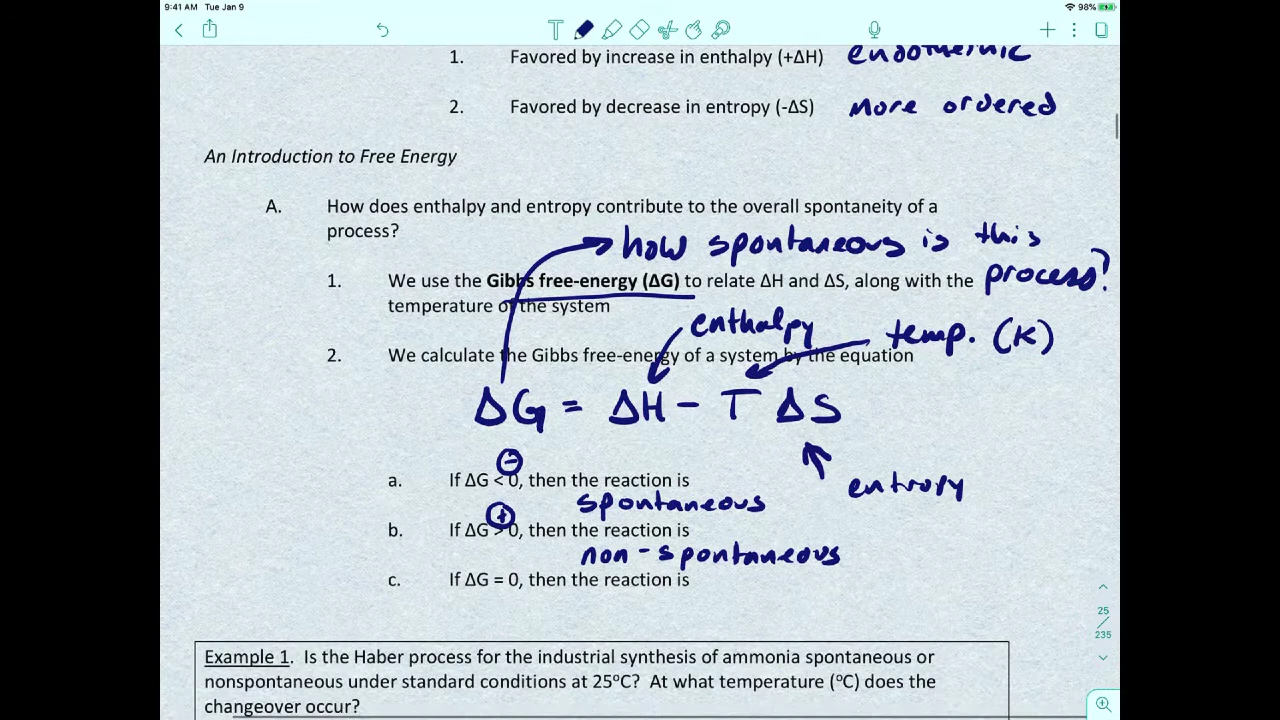 9:41 AM Tue Jan 9
98%
1. Favored by increase in enthalpy (+ΔH) endothermic
2. Favored by decrease in entropy (-ΔS) more ordered
An Introduction to Free Energy
A. How does enthalpy and entropy contribute to the overall spontaneity of a
process?
how spontaneous is this
process?
1. We use the Gibbs free-energy (ΔG) to relate ΔH and ΔS, along with the
temperature of the system
enthalpy
temp. (K)
2. We calculate the Gibbs free-energy of a system by the equation
ΔG = ΔH - T ΔS
-
a. If ΔG < 0, then the reaction is
spontaneous
entropy
+
b. If ΔG > 0, then the reaction is
non-spontaneous
c. If ΔG = 0, then the reaction is
25
/
235
Example 1. Is the Haber process for the industrial synthesis of ammonia spontaneous or
nonspontaneous under standard conditions at 25°C? At what temperature (°C) does the
changeover occur?